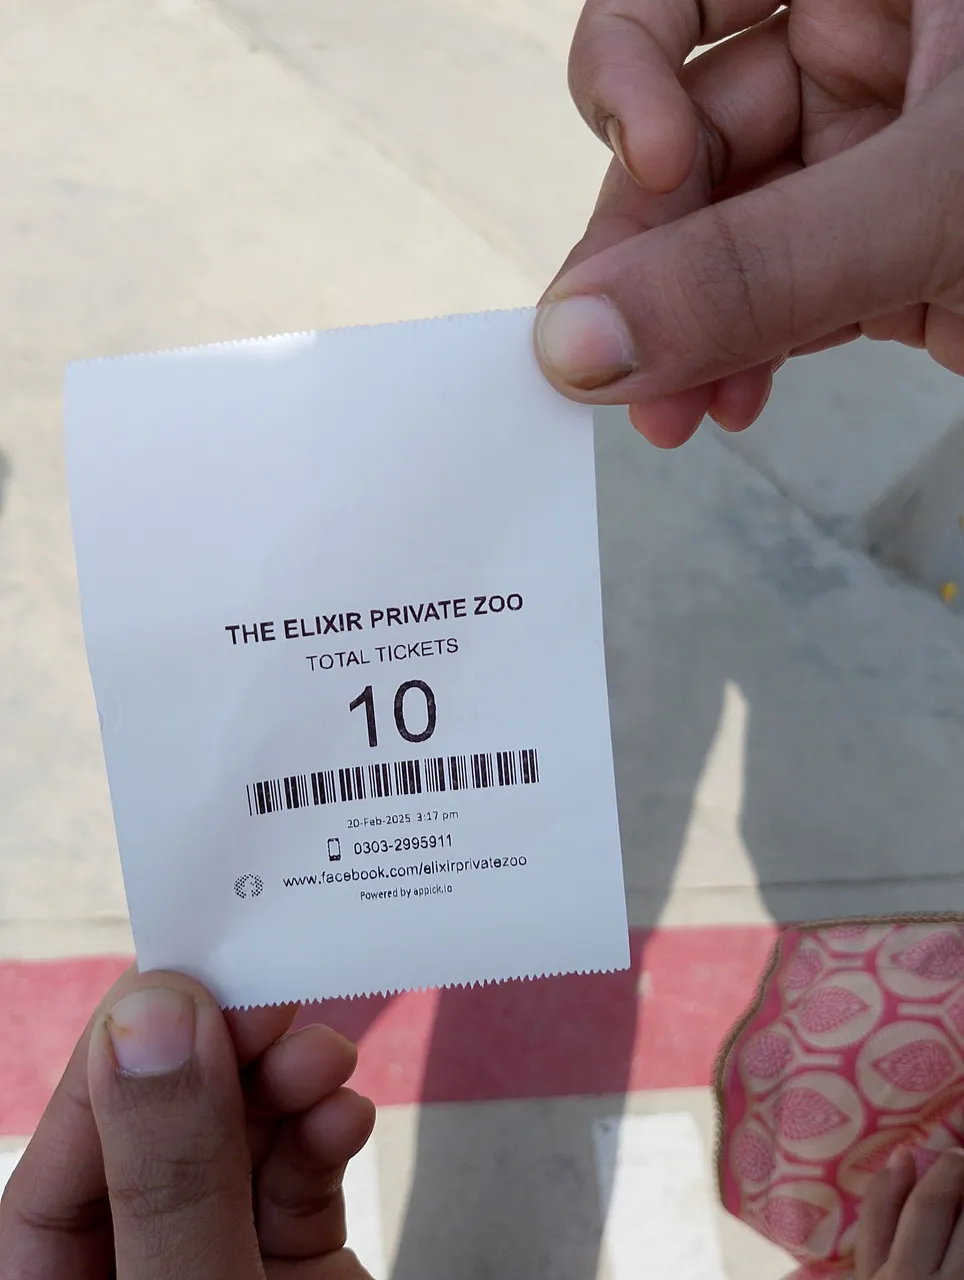 THE ELIXIR PRIVATE ZOO
TOTAL TICKETS
10
20-Feb-2025 3:17 pm
0303-2995911
www.facebook.com/elixirprivatezoo
Powered by appick.io